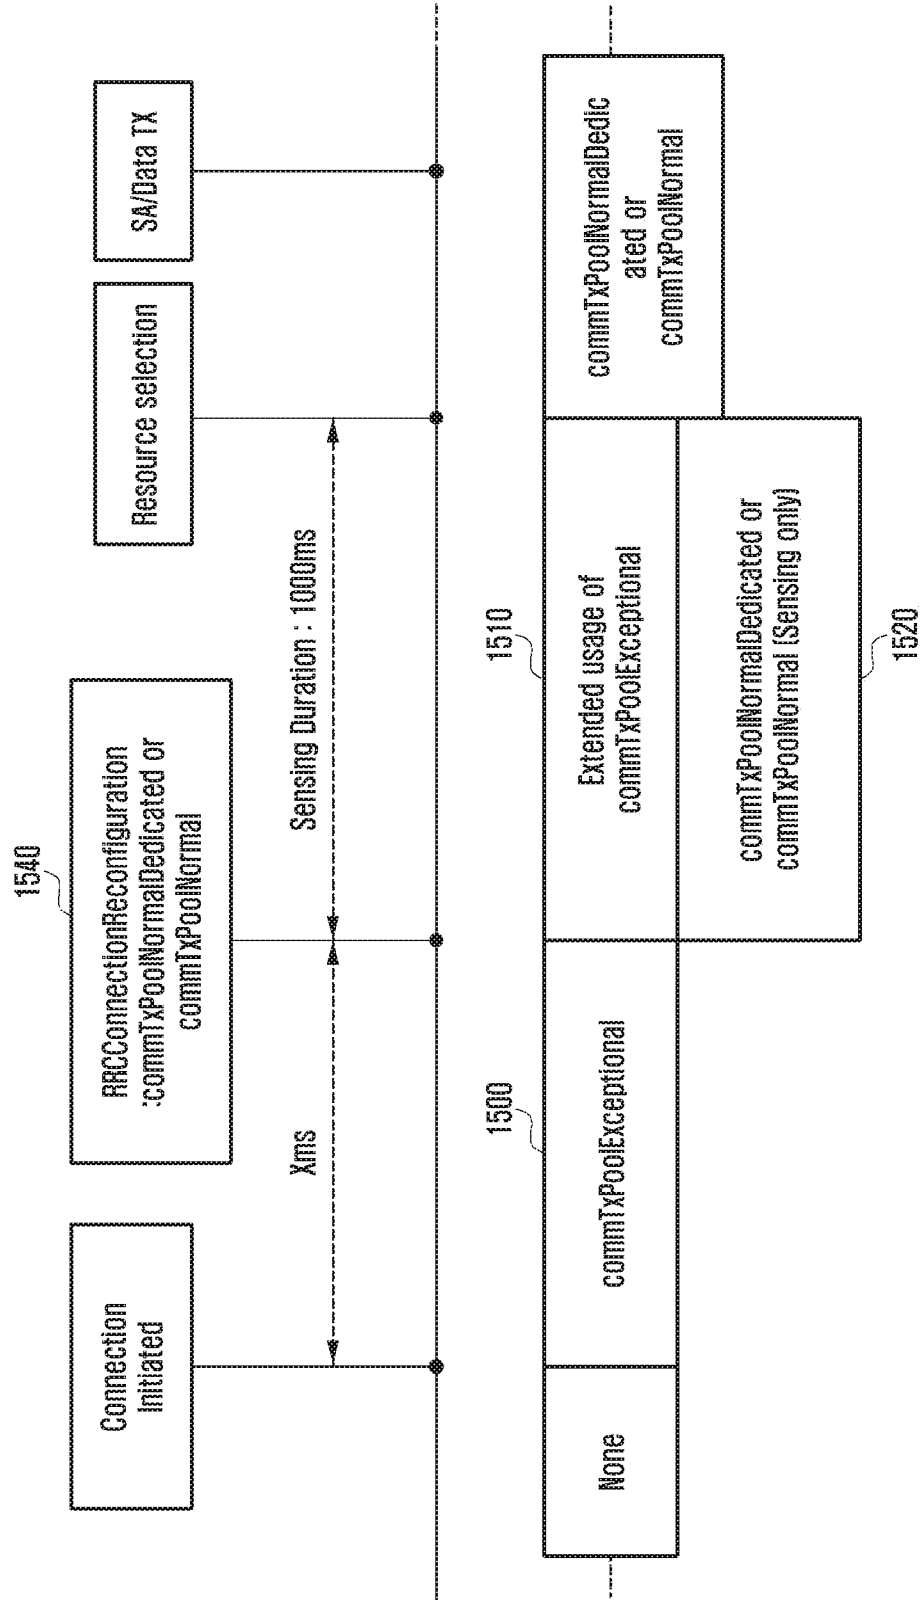 Connection
Initiated
1540
RRCConnectionReconfiguration
:commTxPoolNormalDedicated or
commTxPoolNormal
Resource selection
SA/Data TX
Xms
Sensing Duration : 1000ms
None
1500
commTxPoolExceptional
1510
Extended usage of
commTxPoolExceptional
commTxPoolNormalDedicated or
commTxPoolNormal (Sensing only)
1520
commTxPoolNormalDedic
ated or
commTxPoolNormal